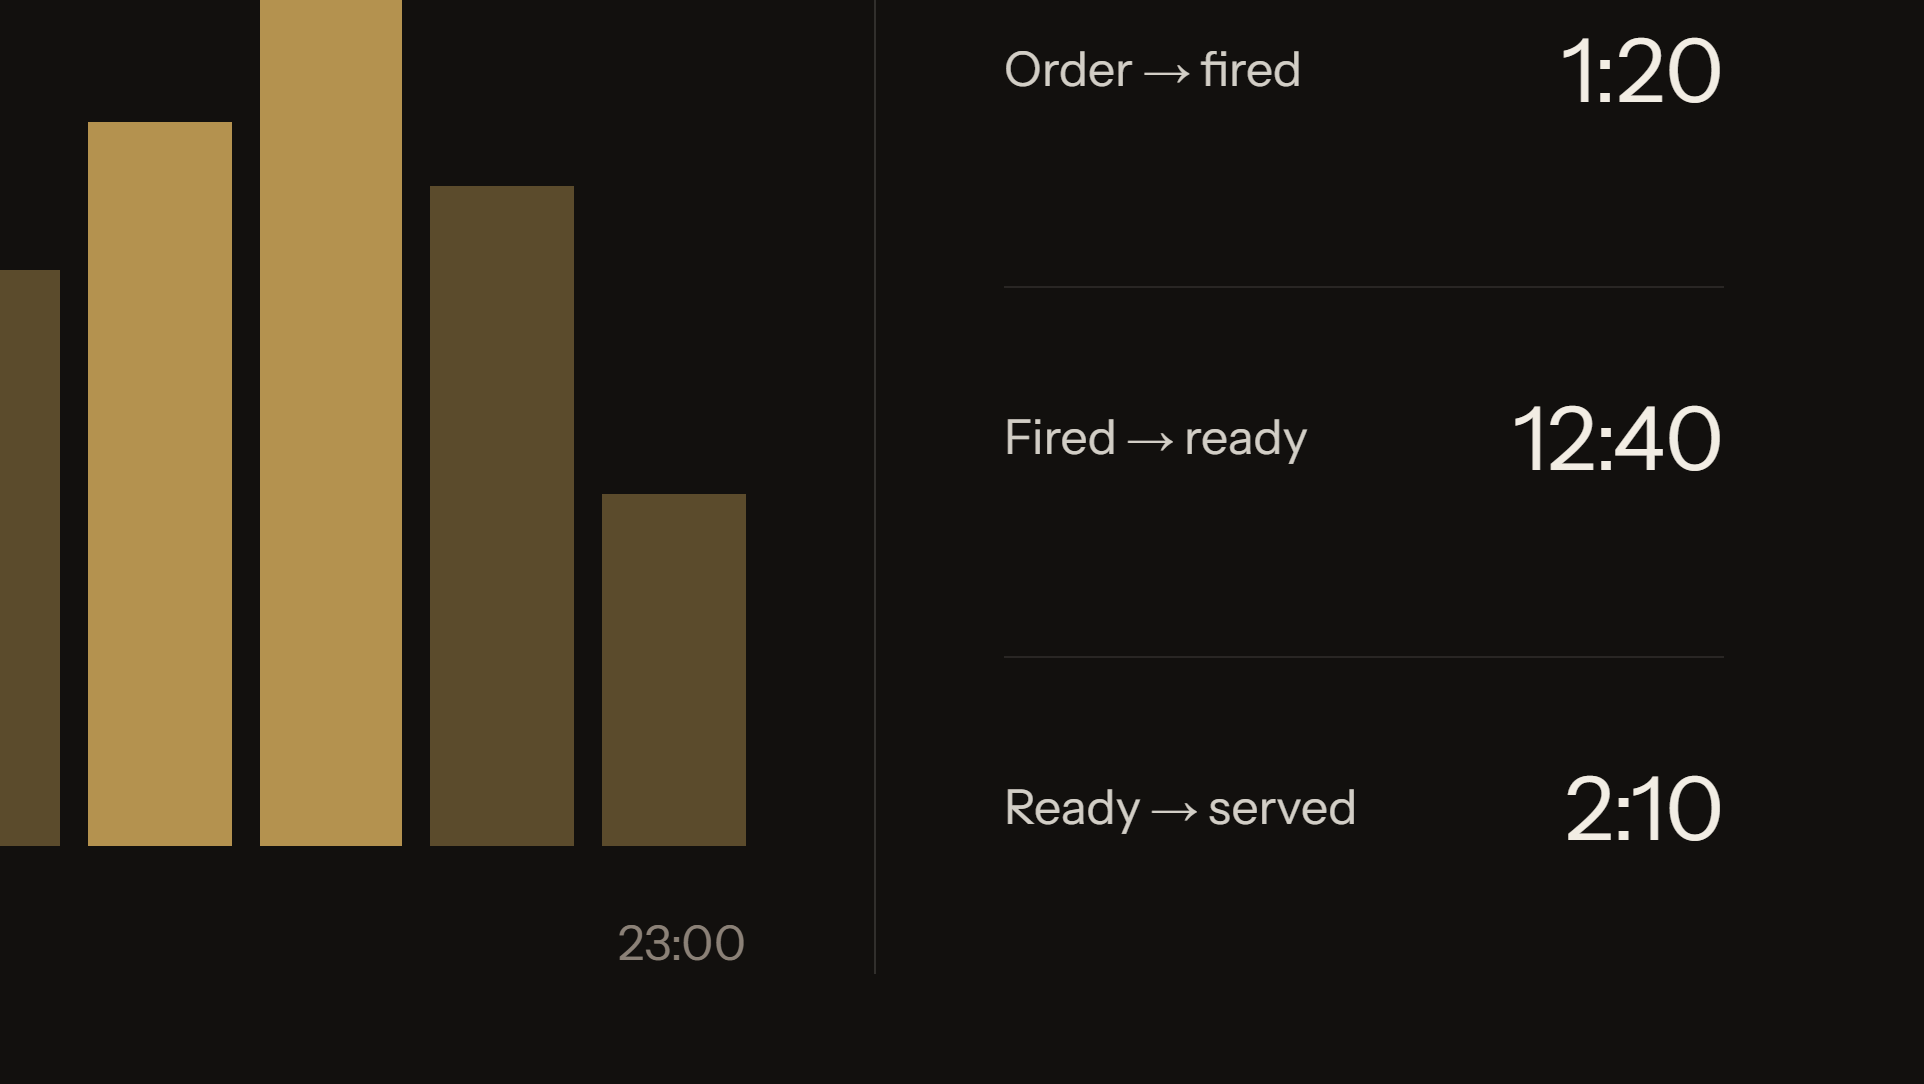 Order → fired
1:20
Fired → ready
12:40
Ready → served
2:10
23:00